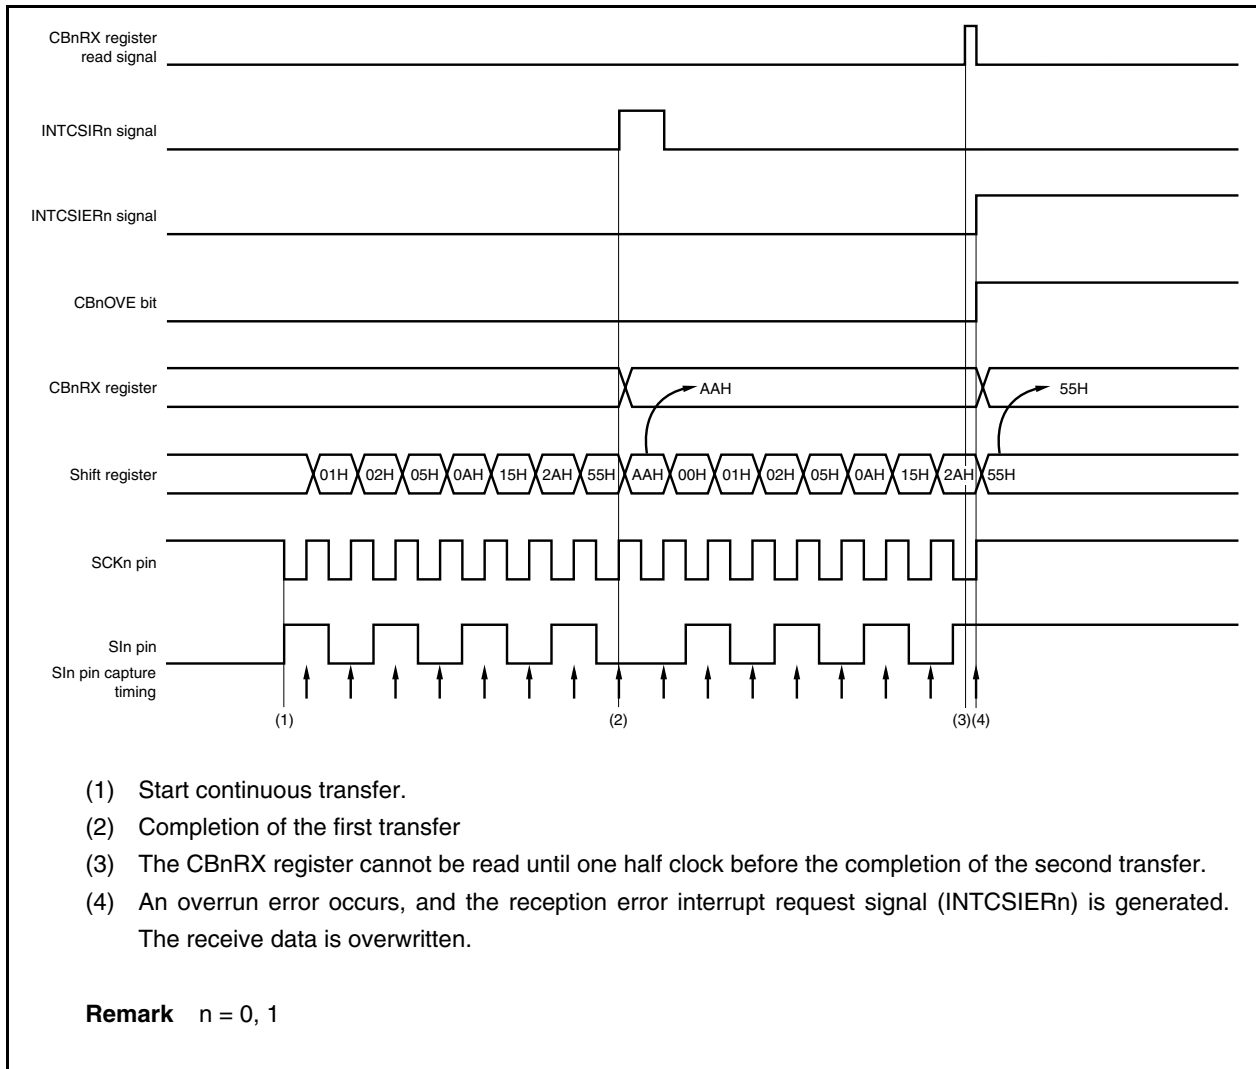 CBnRX register
read signal
INTCSIRn signal
INTCSIERn signal
CBnOVE bit
CBnRX register
AAH
55H
Shift register
01H 02H 05H 0AH 15H 2AH 55H AAH 00H 01H 02H 05H 0AH 15H 2AH 55H
SCKn pin
SIn pin
SIn pin capture
timing
(1) (2) (3)(4)
(1) Start continuous transfer.
(2) Completion of the first transfer
(3) The CBnRX register cannot be read until one half clock before the completion of the second transfer.
(4) An overrun error occurs, and the reception error interrupt request signal (INTCSIERn) is generated.
The receive data is overwritten.
Remark n = 0, 1